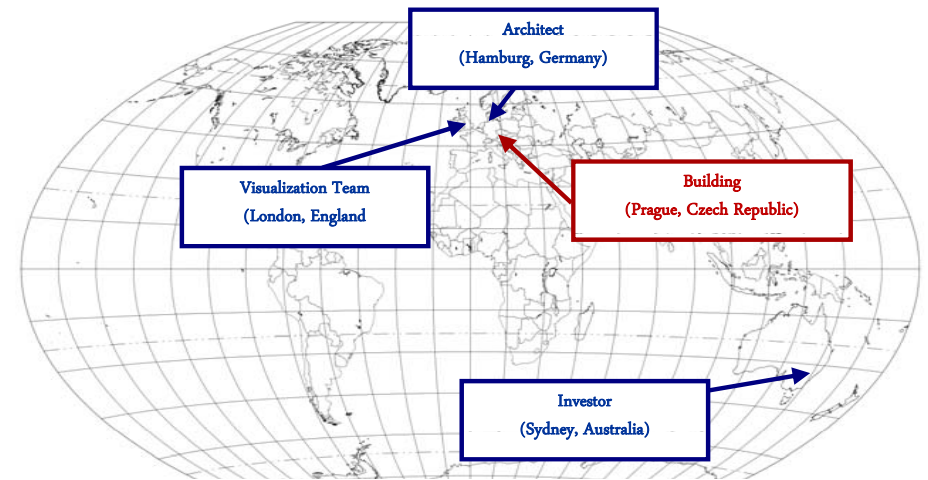 Architect
(Hamburg, Germany)
Visualization Team
(London, England
Building
(Prague, Czech Republic)
Investor
(Sydney, Australia)